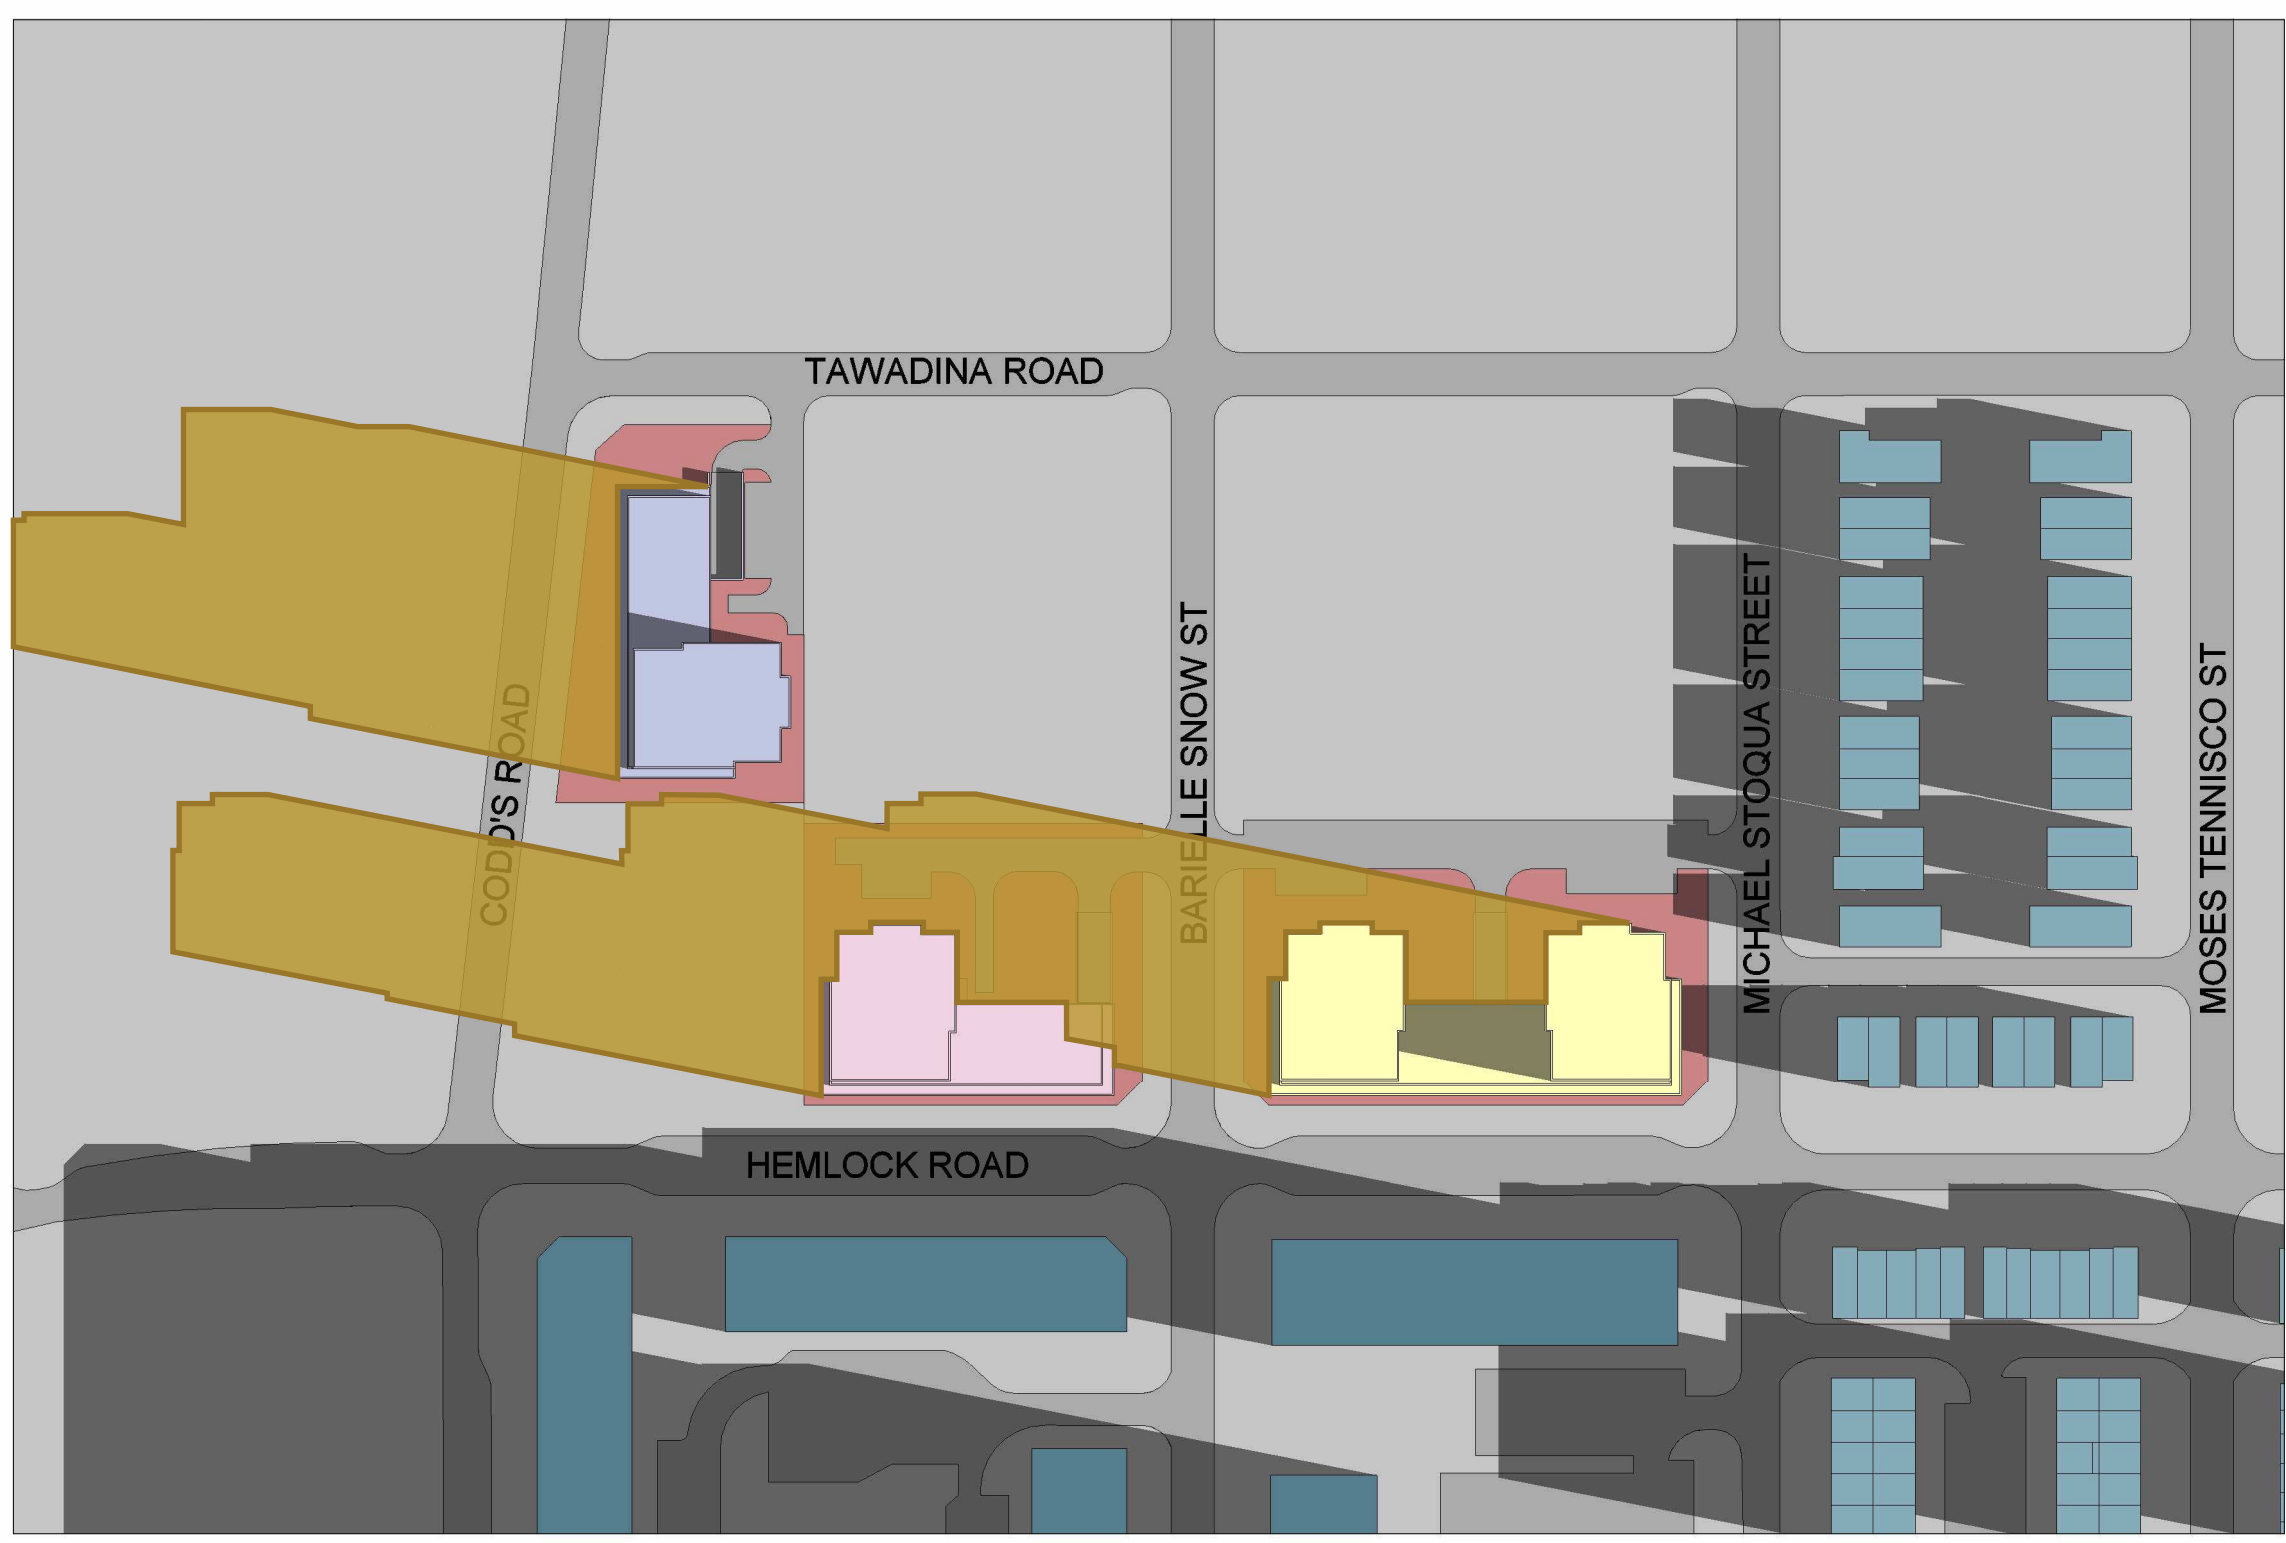 TAWADINA ROAD
CODD'S ROAD
BARIELLE SNOW ST
MICHAEL STOQUA STREET
MOSES TENNISCO ST
HEMLOCK ROAD